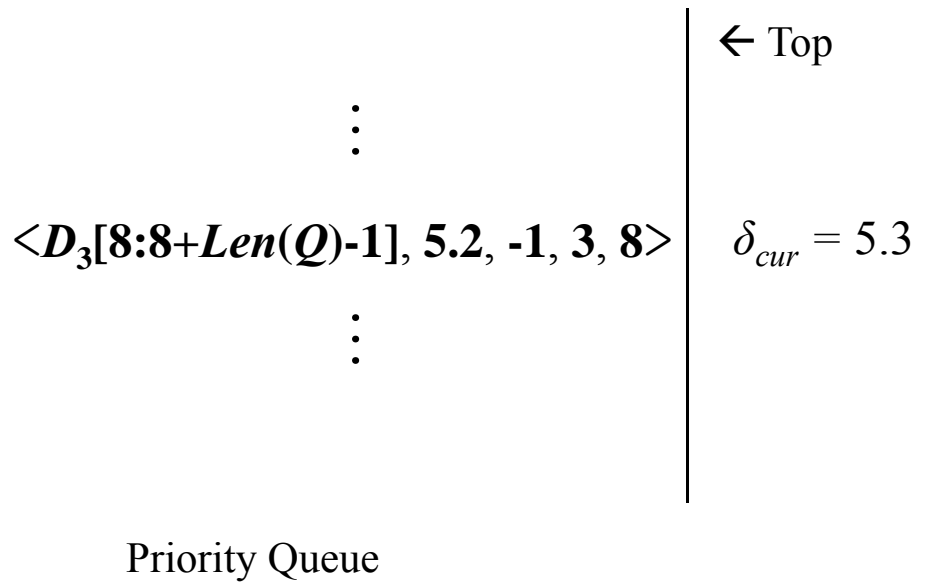 ← Top
⋮
<D₃[8:8+Len(Q)-1], 5.2, -1, 3, 8>
δcur = 5.3
⋮
Priority Queue